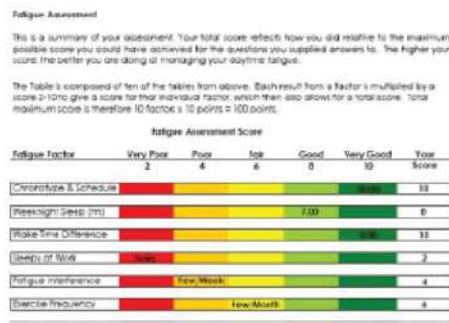 Fatigue Assessment
This is a summary of your assessment. Your total score reflects how you did relative to the maximum
possible score you could have achieved for the questions you supplied answers to. The higher your
score, the better you are doing at managing your daytime fatigue.
The Table is composed of ten of the tables from above. Each result from a factor is multiplied by a
score 2-10 to give a score for that individual factor, which then also allows for a total score. Total
maximum score is therefore 10 factors x 10 points = 100 points.
Fatigue Assessment Score
Fatigue Factor Very Poor Poor Fair Good Very Good Your
2 4 6 8 10 Score
Chronotype & Schedule 10
Weeknight Sleep (hrs) 7.00 8
Wake-Time Difference 10
Sleepy at Work 2
Fatigue Interference Few/Week 4
Exercise Frequency Few/Month 6